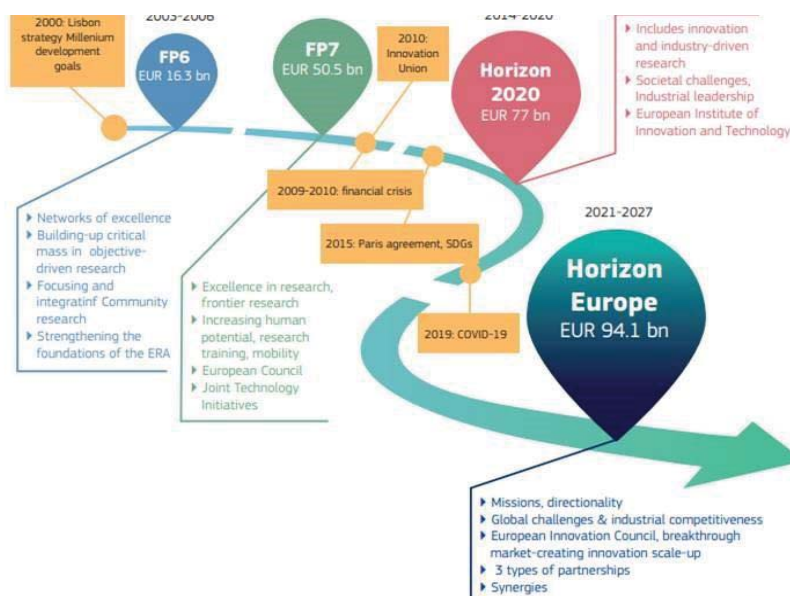 2000: Lisbon
strategy Millenium
development
goals
2003-2006
FP6
EUR 16.3 bn
FP7
EUR 50.5 bn
2010:
Innovation
Union
2014-2020
Horizon
2020
EUR 77 bn
Includes innovation
and industry-driven
research
Societal challenges,
Industrial leadership
European Institute of
Innovation and Technology
2009-2010: financial crisis
2015: Paris agreement, SDGs
2019: COVID-19
Networks of excellence
Building-up critical
mass in objective-
driven research
Focusing and
integratinf Community
research
Strengthening the
foundations of the ERA
Excellence in research,
frontier research
Increasing human
potential, research
training, mobility
European Council
Joint Technology
Initiatives
2021-2027
Horizon
Europe
EUR 94.1 bn
Missions, directionality
Global challenges & industrial competitiveness
European Innovation Council, breakthrough
market-creating innovation scale-up
3 types of partnerships
Synergies